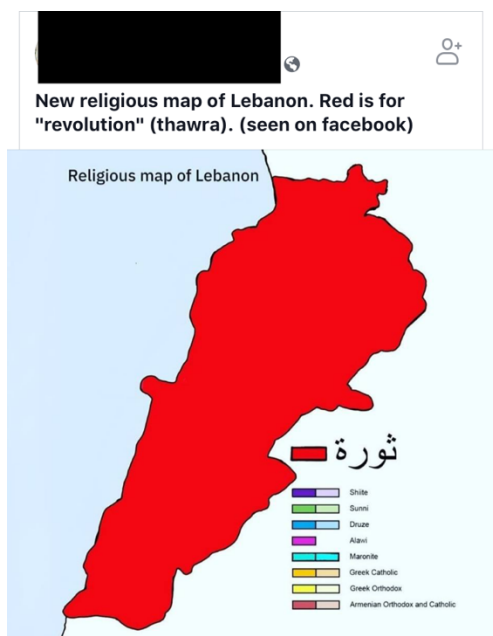 New religious map of Lebanon. Red is for
"revolution" (thawra). (seen on facebook)
Religious map of Lebanon
ثورة
Shiite
Sunni
Druze
Alawi
Maronite
Greek Catholic
Greek Orthodox
Armenian Orthodox and Catholic